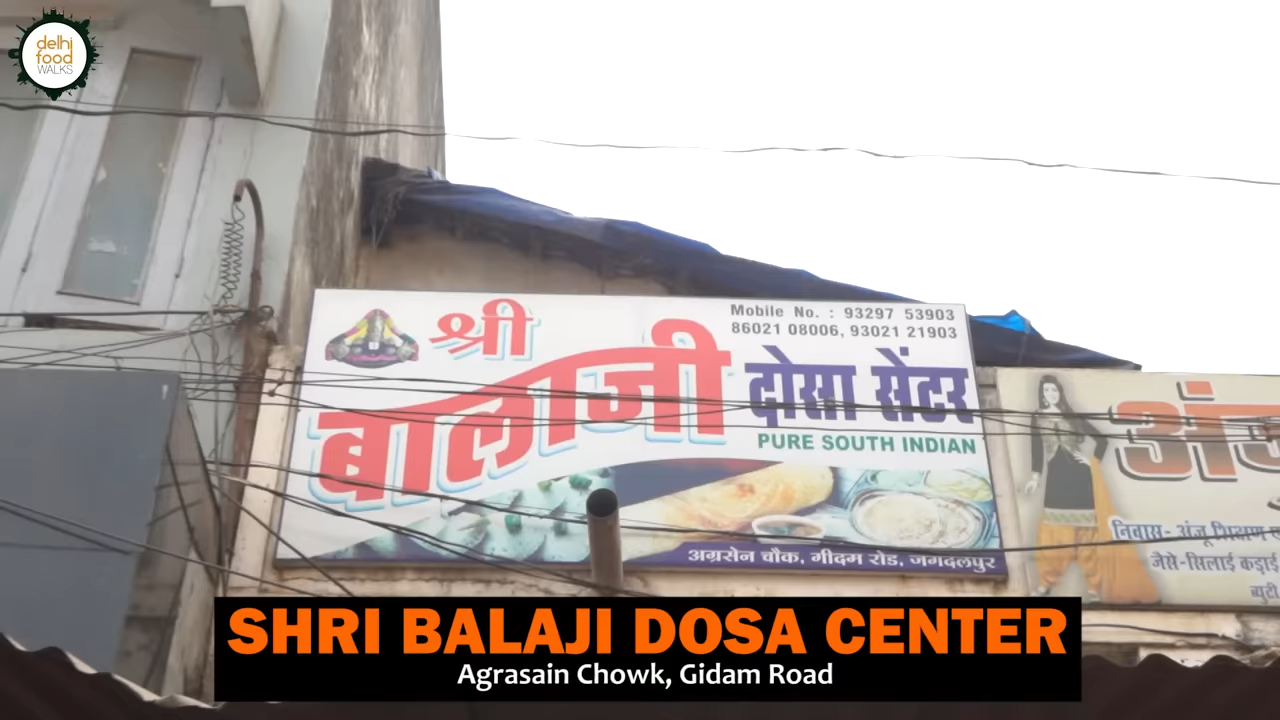 delhi
food
WALKS
श्री
बालाजी
Mobile No. : 93297 53903
86021 08006, 93021 21903
दोसा सेंटर
PURE SOUTH INDIAN
अग्रसेन चौक, गीदम रोड, जगदलपुर
निवास- अंजू
जैसे-सिलाई कढ़ाई
SHRI BALAJI DOSA CENTER
Agrasain Chowk, Gidam Road